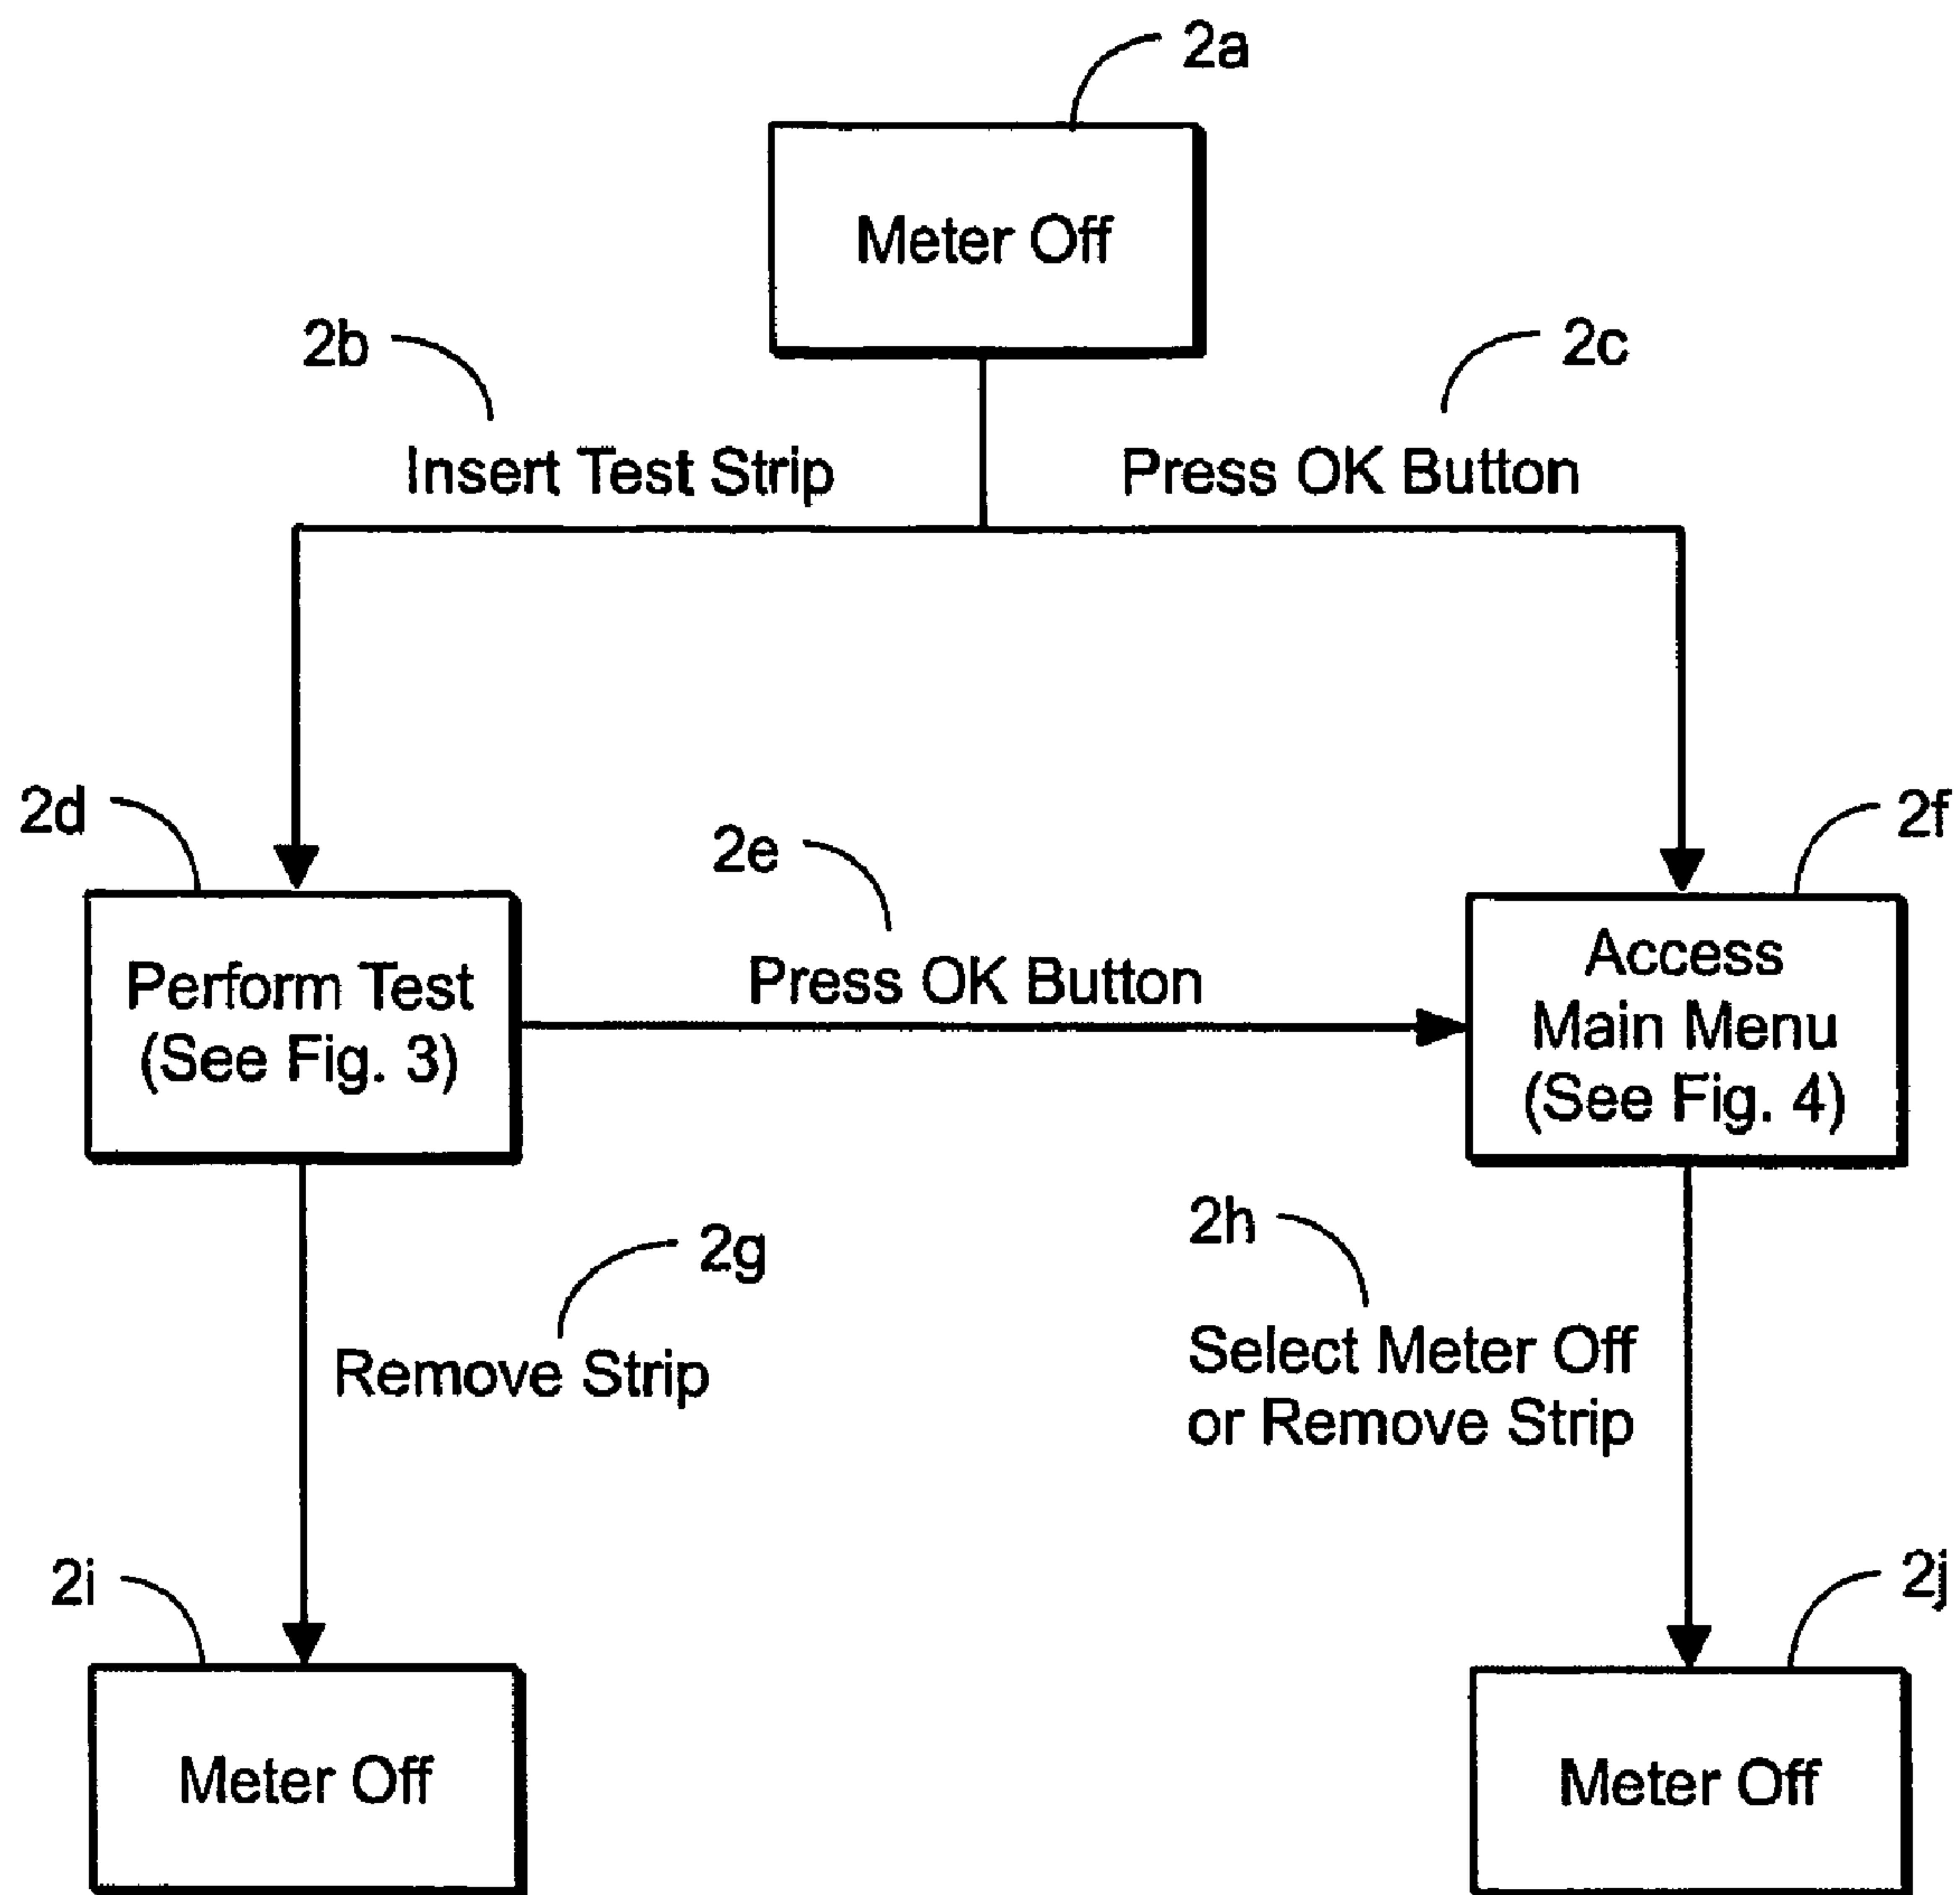 2a
Meter Off
2b
2c
Insert Test Strip
Press OK Button
2d
2e
2f
Perform Test
(See Fig. 3)
Press OK Button
Access
Main Menu
(See Fig. 4)
2g
2h
Remove Strip
Select Meter Off
or Remove Strip
2i
2j
Meter Off
Meter Off